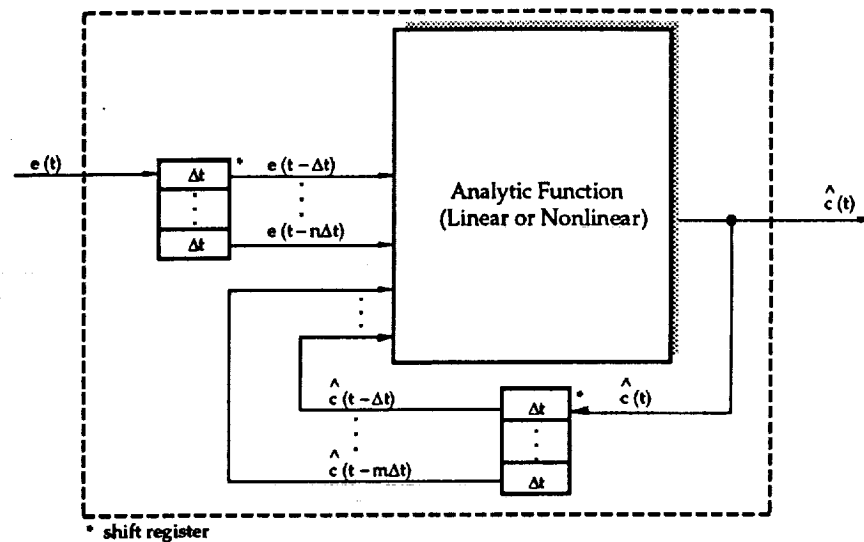 e (t)
Δt
*
e (t – Δt)
Δt
e (t – nΔt)
Analytic Function
(Linear or Nonlinear)
ĉ (t)
ĉ (t – Δt)
Δt
*
ĉ (t)
ĉ (t – mΔt)
Δt
* shift register